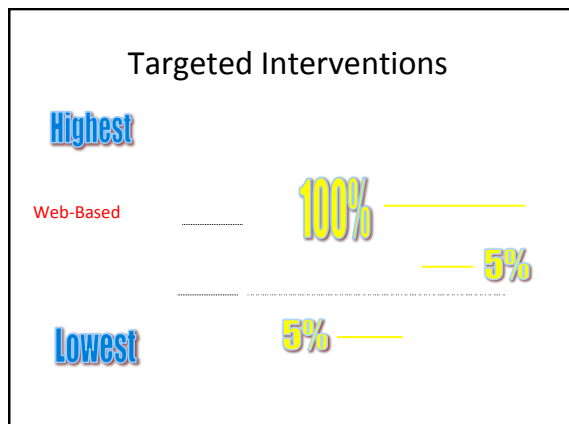 Targeted Interventions
Highest
Web-Based
100%
5%
Lowest
5%